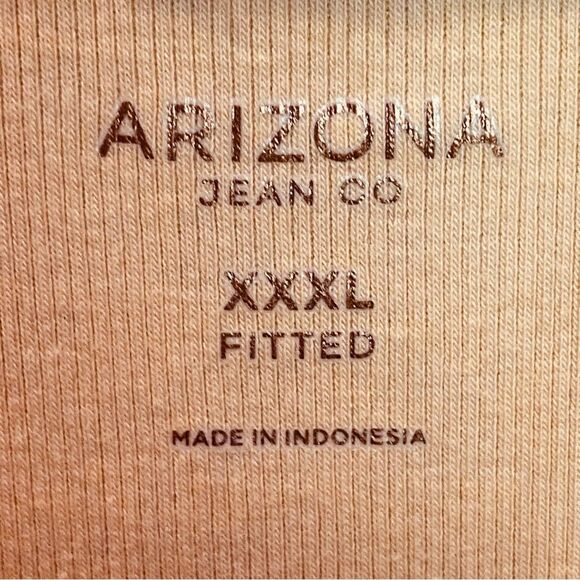 ARIZONA
JEAN CO
XXXL
FITTED
MADE IN INDONESIA